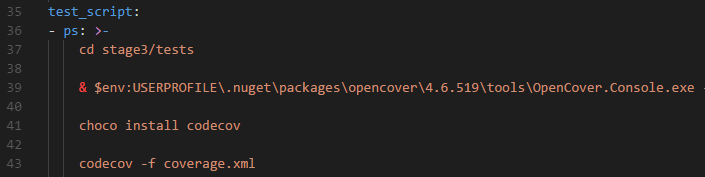 35 test_script:
36 - ps: >-
37 cd stage3/tests
38
39 & $env:USERPROFILE\.nuget\packages\opencover\4.6.519\tools\OpenCover.Console.exe -
40
41 choco install codecov
42
43 codecov -f coverage.xml